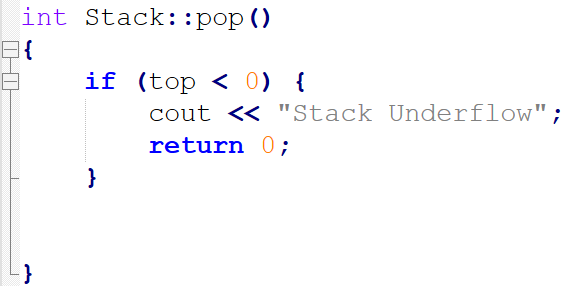 int Stack::pop()
{
    if (top < 0) {
        cout << "Stack Underflow";
        return 0;
    }
}